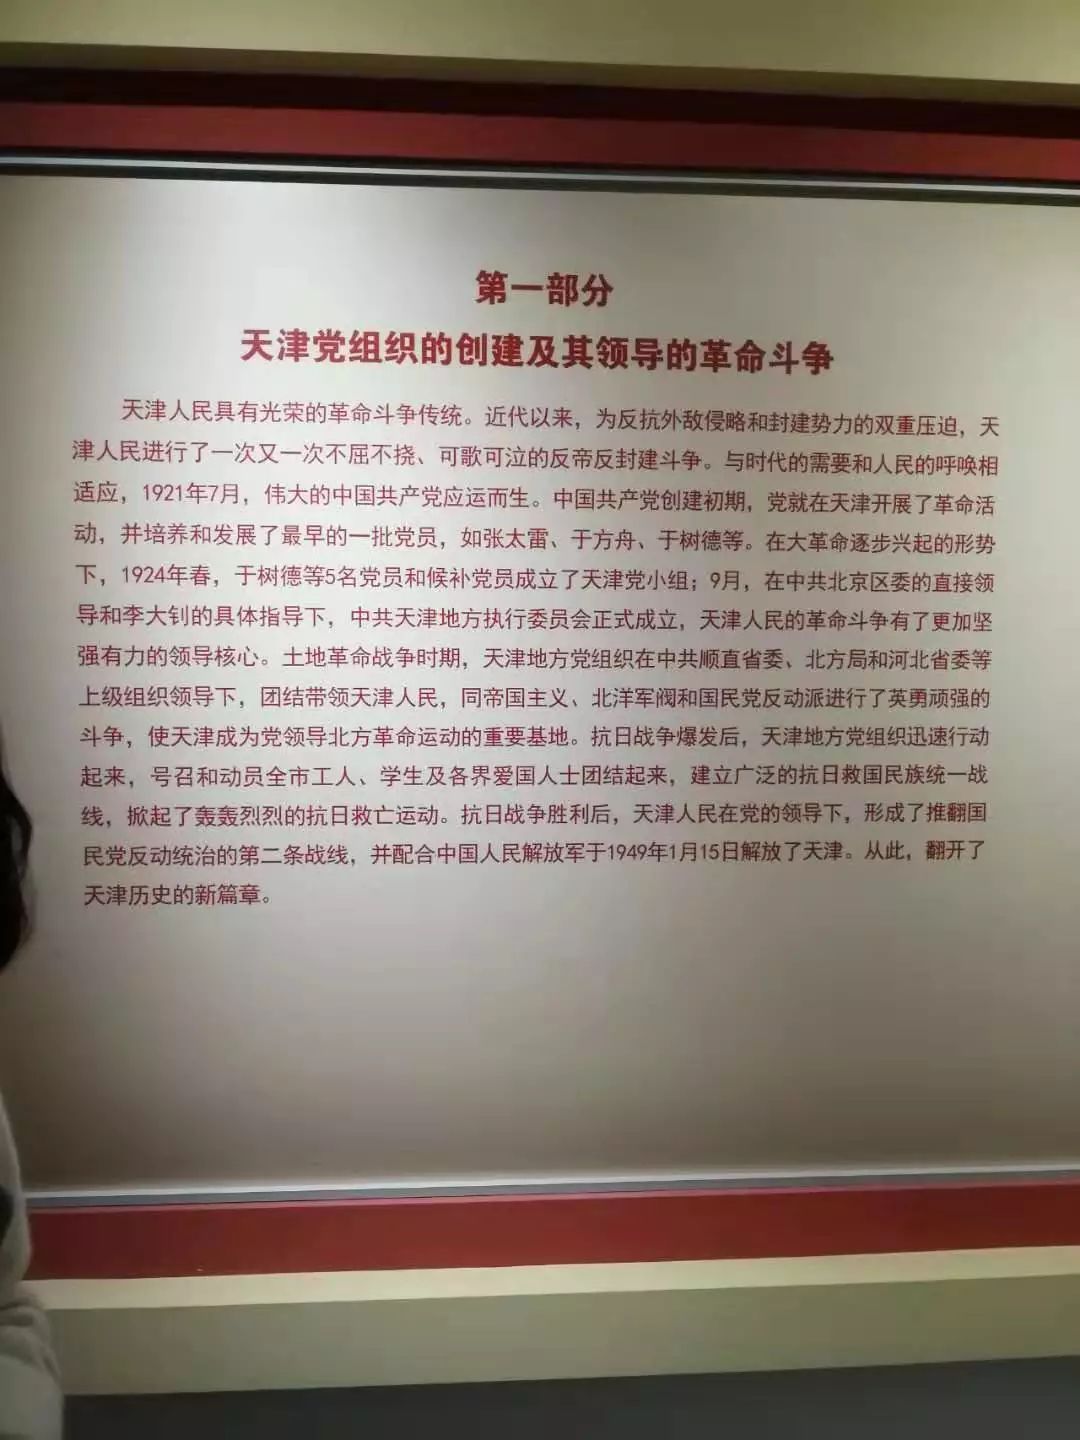 第一部分
天津党组织的创建及其领导的革命斗争
天津人民具有光荣的革命斗争传统。近代以来，为反抗外敌侵略和封建势力的双重压迫，天
津人民进行了一次又一次不屈不挠、可歌可泣的反帝反封建斗争。与时代的需要和人民的呼唤相
适应，1921年7月，伟大的中国共产党应运而生。中国共产党创建初期，党就在天津开展了革命活
动，并培养和发展了最早的一批党员，如张太雷、于方舟、于树德等。在大革命逐步兴起的形势
下，1924年春，于树德等5名党员和候补党员成立了天津党小组；9月，在中共北京区委的直接领
导和李大钊的具体指导下，中共天津地方执行委员会正式成立，天津人民的革命斗争有了更加坚
强有力的领导核心。土地革命战争时期，天津地方党组织在中共顺直省委、北方局和河北省委等
上级组织领导下，团结带领天津人民，同帝国主义、北洋军阀和国民党反动派进行了英勇顽强的
斗争，使天津成为党领导北方革命运动的重要基地。抗日战争爆发后，天津地方党组织迅速行动
起来，号召和动员全市工人、学生及各界爱国人士团结起来，建立广泛的抗日救国民族统一战
线，掀起了轰轰烈烈的抗日救亡运动。抗日战争胜利后，天津人民在党的领导下，形成了推翻国
民党反动统治的第二条战线，并配合中国人民解放军于1949年1月15日解放了天津。从此，翻开了
天津历史的新篇章。